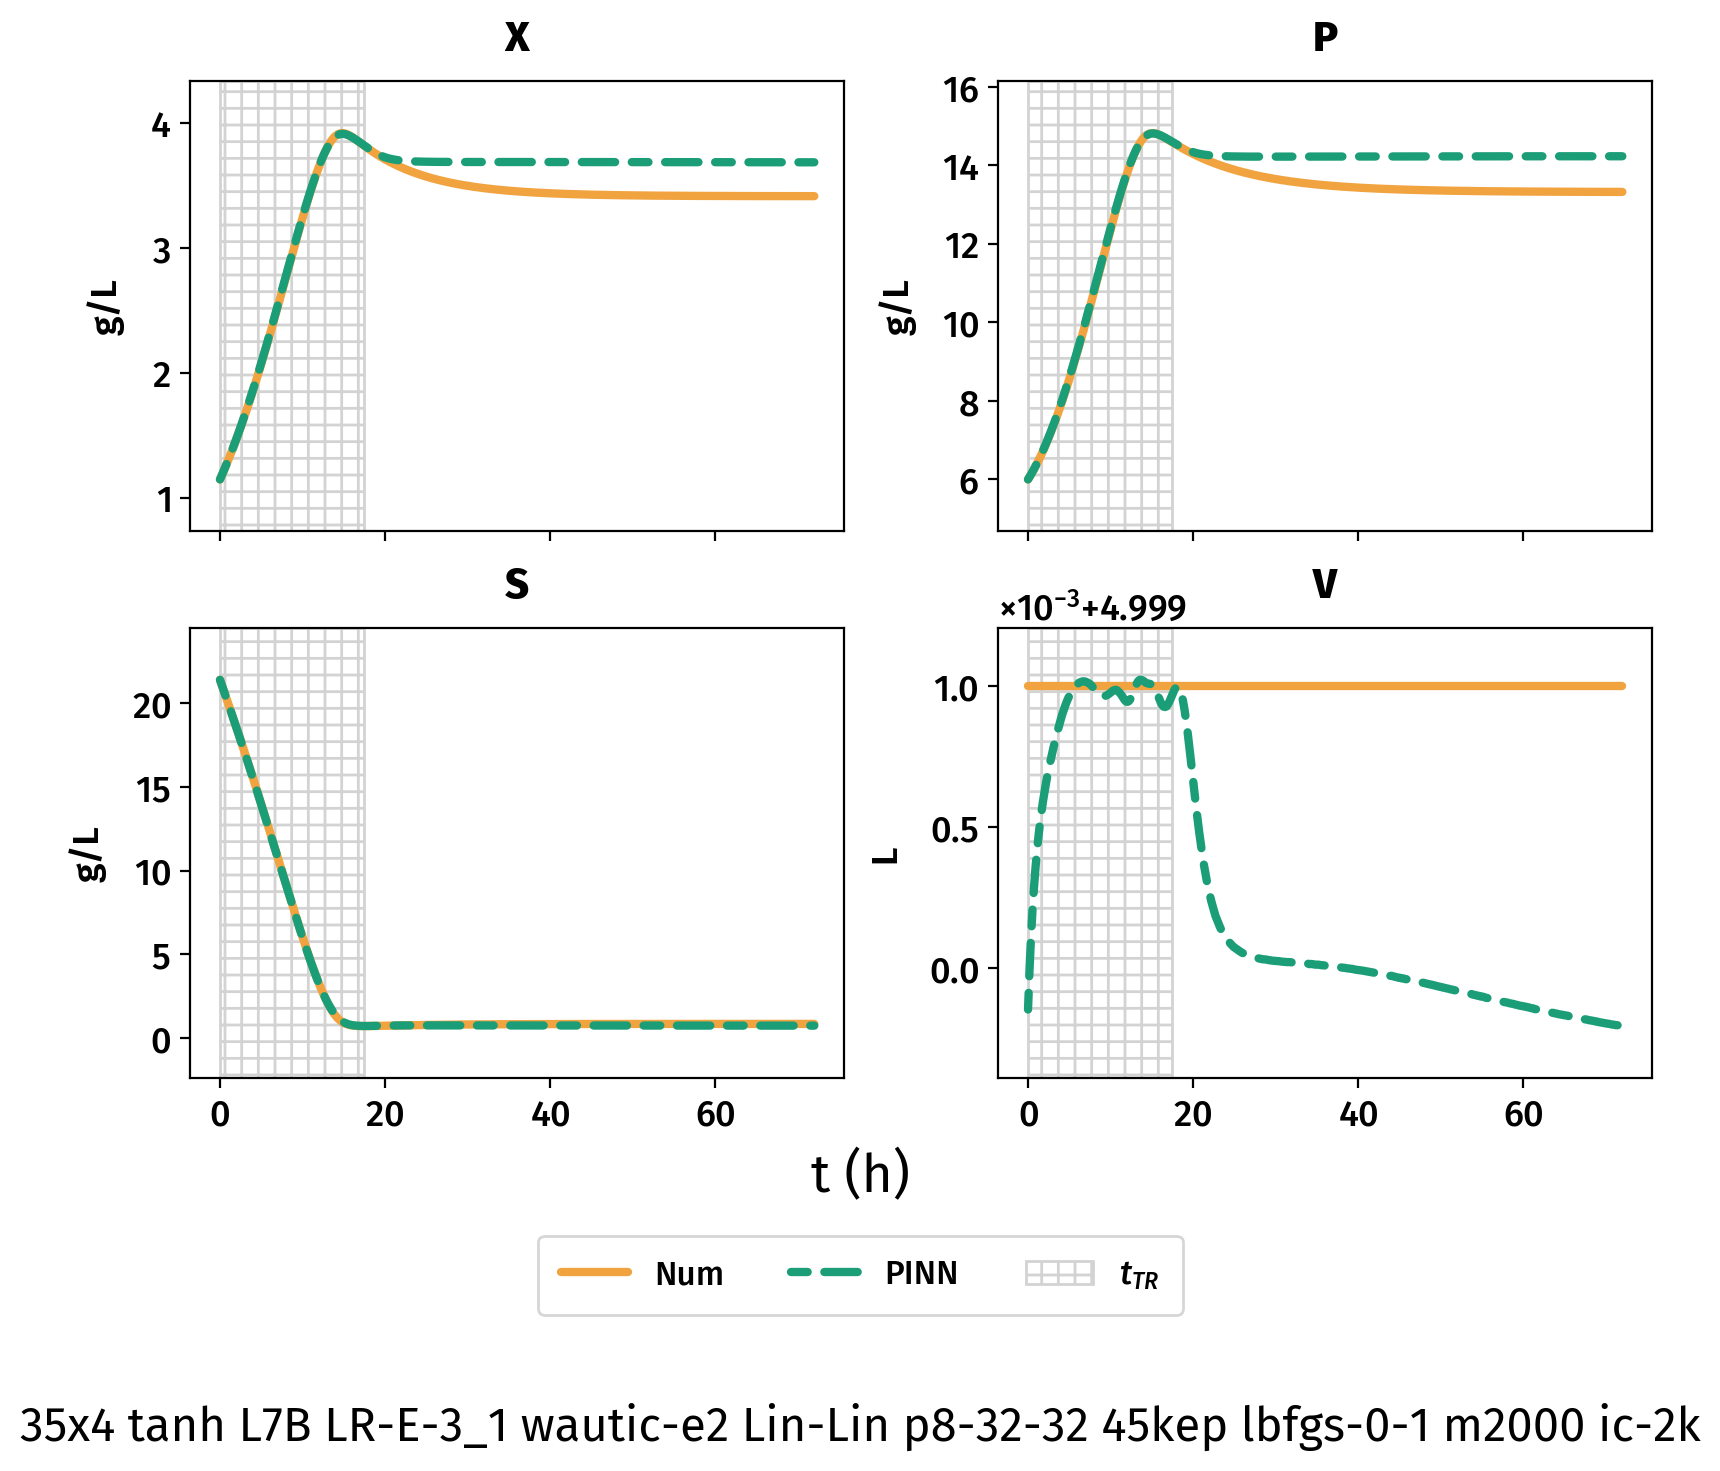 X
4
3
2
1
g/L
P
16
14
12
10
8
6
g/L
S
20
15
10
5
0
g/L
0 20 40 60
V
×10⁻³+4.999
1.0
0.5
0.0
L
0 20 40 60
t (h)
Num PINN t_TR
35x4 tanh L7B LR-E-3_1 wautic-e2 Lin-Lin p8-32-32 45kep lbfgs-0-1 m2000 ic-2k